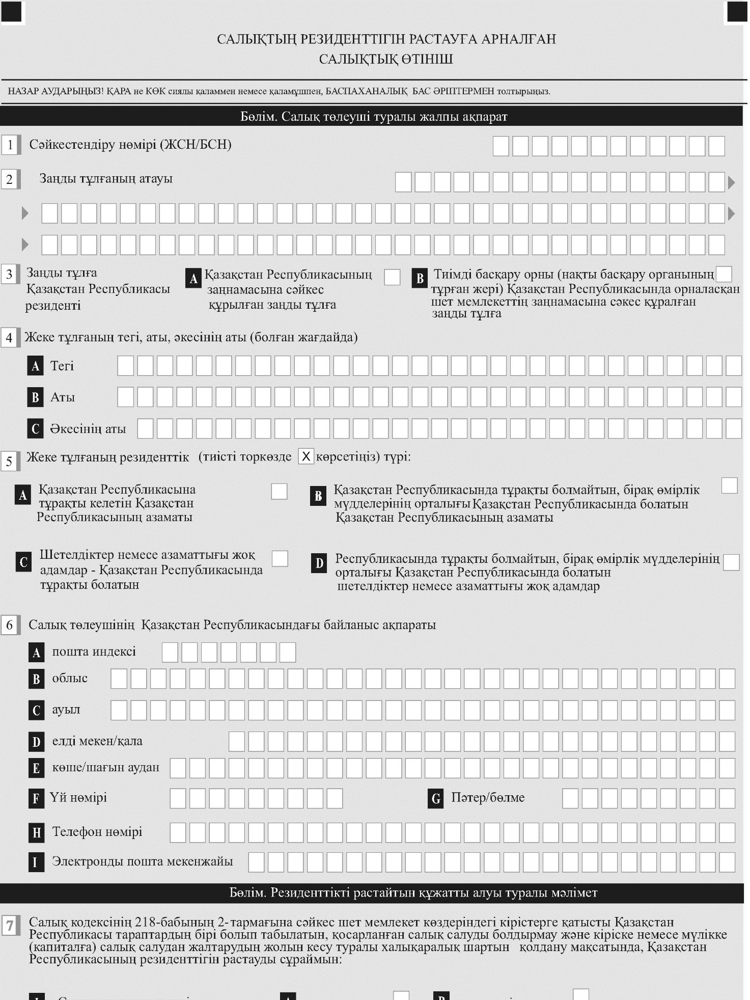 САЛЫҚТЫҢ РЕЗИДЕНТТІГІН РАСТАУҒА АРНАЛҒАН
САЛЫҚТЫҚ ӨТІНІШ
НАЗАР АУДАРЫҢЫЗ! ҚАРА не КӨК сиялы қаламмен немесе қаламұшпен, БАСПАХАНАЛЫҚ БАС ӘРІПТЕРМЕН толтырыңыз.
Бөлім. Салық төлеуші туралы жалпы ақпарат
1 Сәйкестендіру нөмірі (ЖСН/БСН)
2 Заңды тұлғаның атауы
3 Заңды тұлға
Қазақстан Республикасы
резиденті
A Қазақстан Республикасының
заңнамасына сәйкес
құрылған заңды тұлға
B Тиімді басқару орны (нақты басқару органының
тұрған жері) Қазақстан Республикасында орналасқан
шет мемлекеттің заңнамасына сәкес құралған
заңды тұлға
4 Жеке тұлғаның тегі, аты, әкесінің аты (болған жағдайда)
A Тегі
B Аты
C Әкесінің аты
5 Жеке тұлғаның резиденттік (тиісті торкөзде X көрсетіңіз) түрі:
A Қазақстан Республикасына
тұрақты келетін Қазақстан
Республикасының азаматы
B Қазақстан Республикасында тұрақты болмайтын, бірақ өмірлік
мүдделерінің орталығы Қазақстан Республикасында болатын
Қазақстан Республикасының азаматы
C Шетелдіктер немесе азаматтығы жоқ
адамдар - Қазақстан Республикасында
тұрақты болатын
D Республикасында тұрақты болмайтын, бірақ өмірлік мүдделерінің
орталығы Қазақстан Республикасында болатын
шетелдіктер немесе азаматтығы жоқ адамдар
6 Салық төлеушінің Қазақстан Республикасындағы байланыс ақпараты
A пошта индексі
B облыс
C ауыл
D елді мекен/қала
E көше/шағын аудан
F Үй нөмірі
G Пәтер/бөлме
H Телефон нөмірі
I Электронды пошта мекенжайы
Бөлім. Резиденттікті растайтын құжатты алуы туралы мәлімет
7 Салық кодексінің 218-бабының 2-тармағына сәйкес шет мемлекет көздеріндегі кірістерге қатысты Қазақстан
Республикасы тараптардың бірі болып табылатын, қосарланған салық салуды болдырмау және кіріске немесе мүлікке
(капиталға) салық салудан жалтарудың жолын кесу туралы халықаралық шартын қолдану мақсатында, Қазақстан
Республикасының резиденттігін растауды сұраймын: